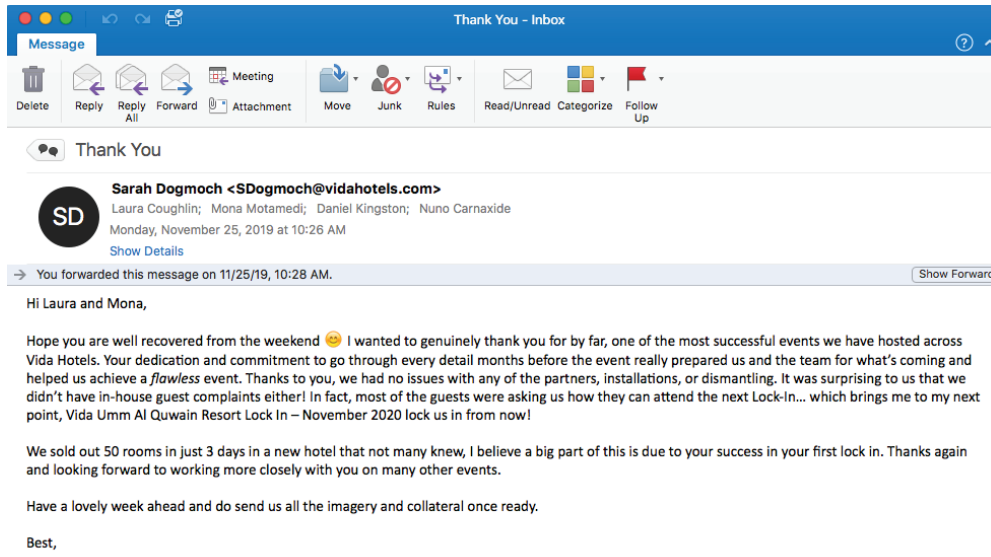 Thank You - Inbox
Message
Delete
Reply
Reply All
Forward
Meeting
Attachment
Move
Junk
Rules
Read/Unread
Categorize
Follow Up
Thank You
SD
Sarah Dogmoch <SDogmoch@vidahotels.com>
Laura Coughlin; Mona Motamedi; Daniel Kingston; Nuno Carnaxide
Monday, November 25, 2019 at 10:26 AM
Show Details
You forwarded this message on 11/25/19, 10:28 AM.
Show Forward
Hi Laura and Mona,
Hope you are well recovered from the weekend 😊 I wanted to genuinely thank you for by far, one of the most successful events we have hosted across
Vida Hotels. Your dedication and commitment to go through every detail months before the event really prepared us and the team for what's coming and
helped us achieve a flawless event. Thanks to you, we had no issues with any of the partners, installations, or dismantling. It was surprising to us that we
didn't have in-house guest complaints either! In fact, most of the guests were asking us how they can attend the next Lock-In... which brings me to my next
point, Vida Umm Al Quwain Resort Lock In – November 2020 lock us in from now!
We sold out 50 rooms in just 3 days in a new hotel that not many knew, I believe a big part of this is due to your success in your first lock in. Thanks again
and looking forward to working more closely with you on many other events.
Have a lovely week ahead and do send us all the imagery and collateral once ready.
Best,